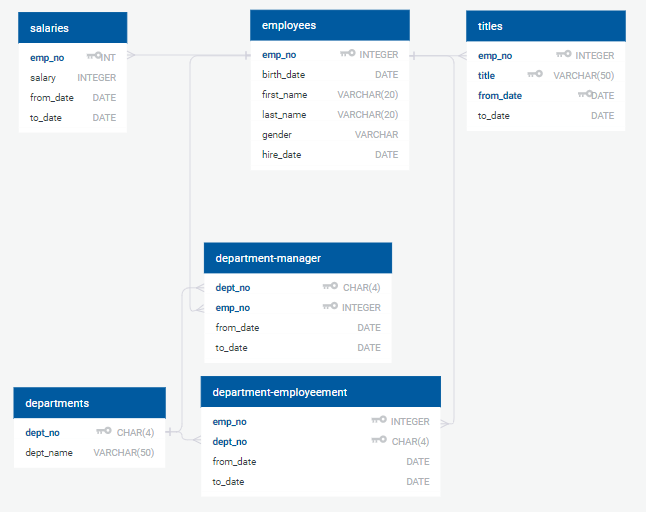 salaries
emp_no INT
salary INTEGER
from_date DATE
to_date DATE
employees
emp_no INTEGER
birth_date DATE
first_name VARCHAR(20)
last_name VARCHAR(20)
gender VARCHAR
hire_date DATE
titles
emp_no INTEGER
title VARCHAR(50)
from_date DATE
to_date DATE
department-manager
dept_no CHAR(4)
emp_no INTEGER
from_date DATE
to_date DATE
departments
dept_no CHAR(4)
dept_name VARCHAR(50)
department-employeement
emp_no INTEGER
dept_no CHAR(4)
from_date DATE
to_date DATE